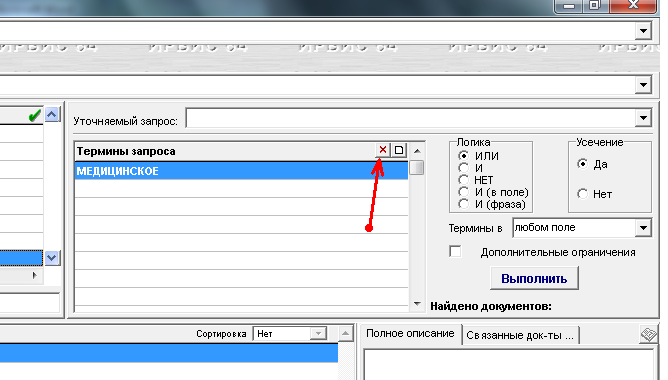 ИРБИС 64 ИРБИС 64 ИРБИС 64
Уточняемый запрос:
Термины запроса
МЕДИЦИНСКОЕ
Логика
ИЛИ
И
НЕТ
И (в поле)
И (фраза)
Усечение
Да
Нет
Термины в любом поле
Дополнительные ограничения
Выполнить
Найдено документов:
Сортировка Нет
Полное описание
Связанные док-ты ...